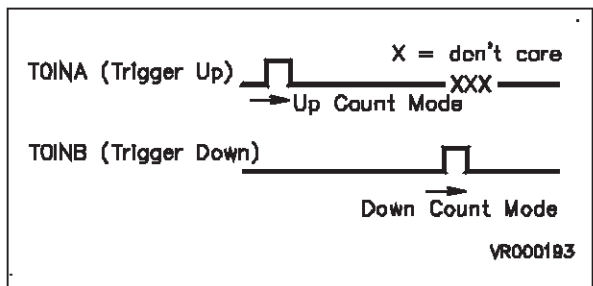 X = don't care
T0INA (Trigger Up)
XXX
Up Count Mode
T0INB (Trigger Down)
Down Count Mode
VR000193